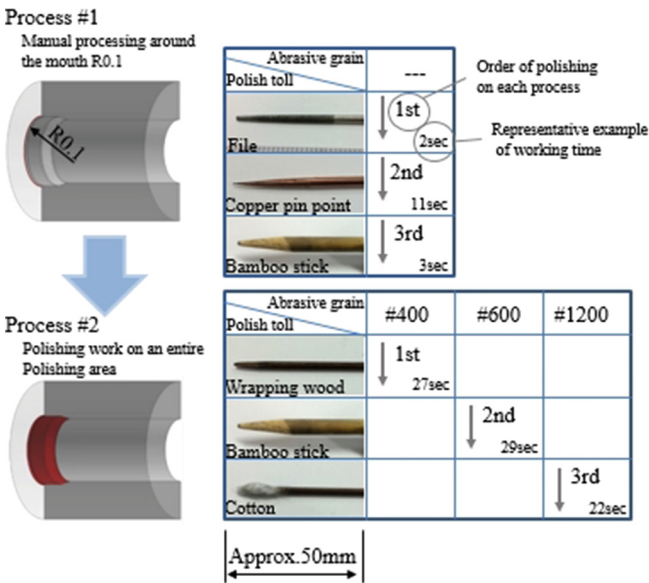 Process #1
Manual processing around
the mouth R0.1
R0.1
Abrasive grain
Polish toll
---
File
1st
2sec
Copper pin point
2nd
11sec
Bamboo stick
3rd
3sec
Order of polishing
on each process
Representative example
of working time
Process #2
Polishing work on an entire
Polishing area
Abrasive grain
Polish toll
#400
#600
#1200
Wrapping wood
1st
27sec
Bamboo stick
2nd
29sec
Cotton
3rd
22sec
Approx.50mm